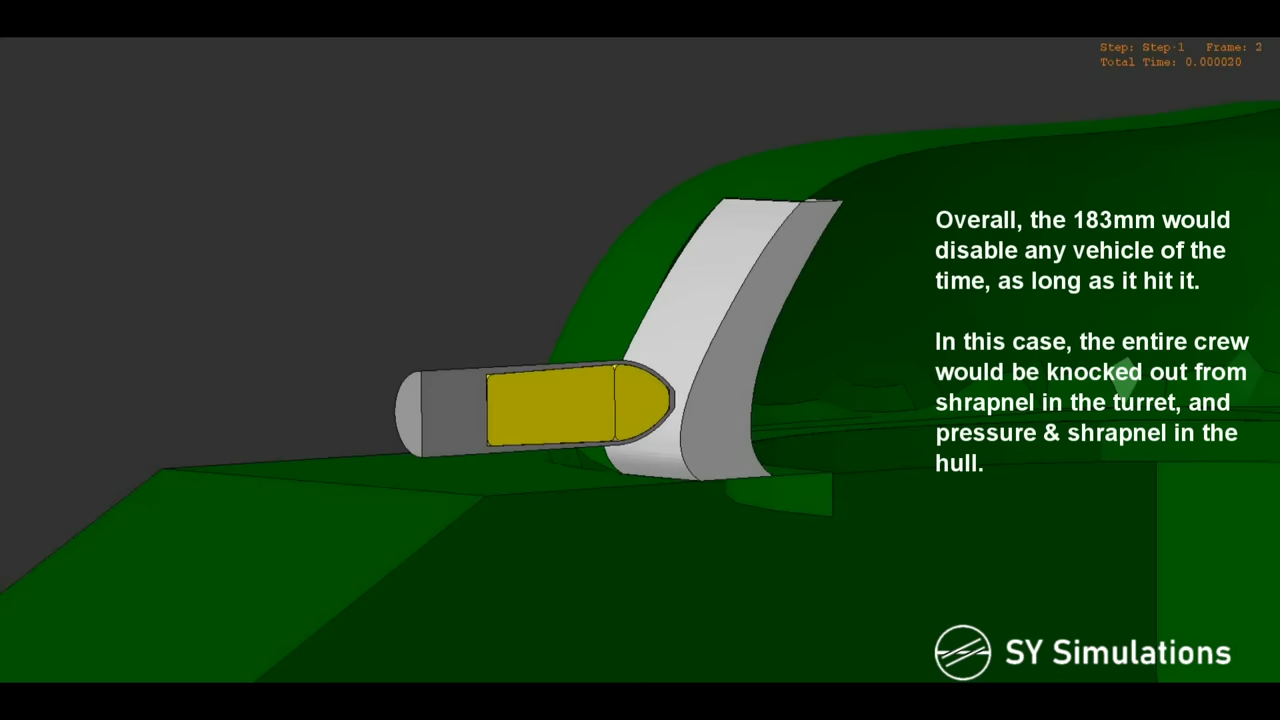 Step: Step-1 Frame: 2
Total Time: 0.000020
Overall, the 183mm would
disable any vehicle of the
time, as long as it hit it.
In this case, the entire crew
would be knocked out from
shrapnel in the turret, and
pressure & shrapnel in the
hull.
SY Simulations